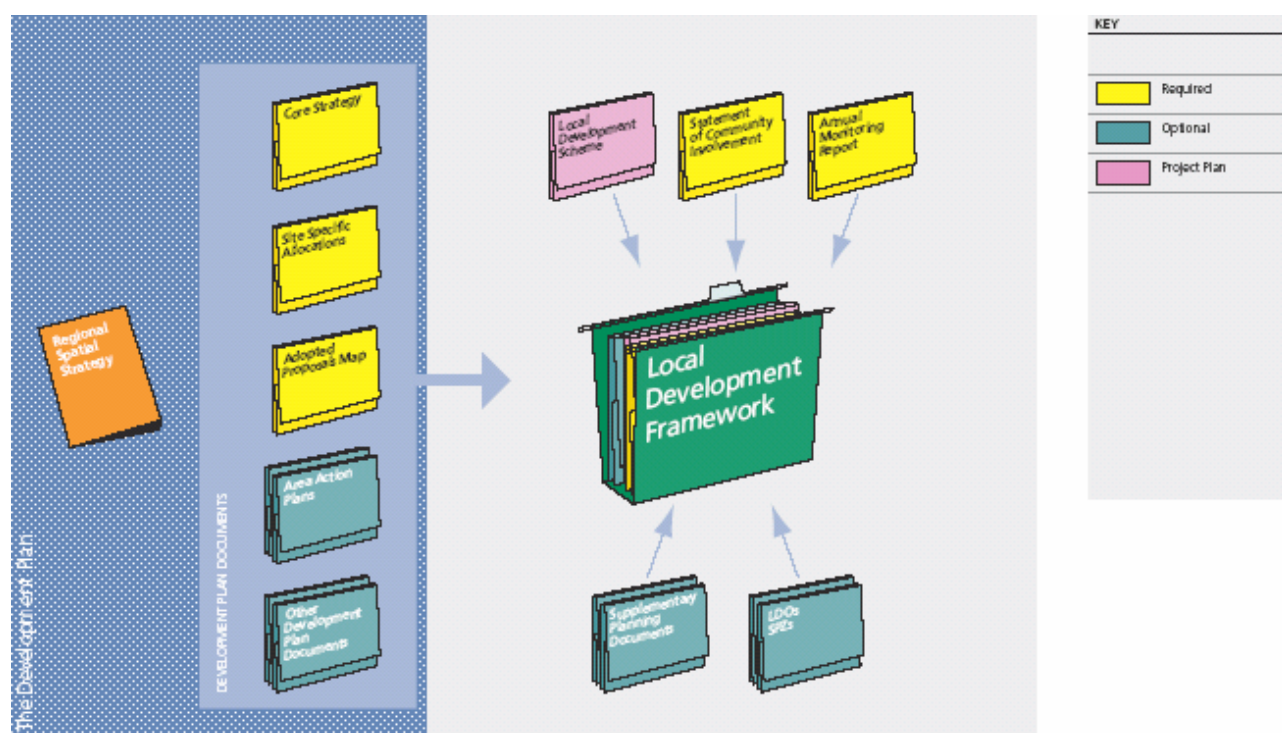 The Development Plan
Regional
Spatial
Strategy
DEVELOPMENT PLAN DOCUMENTS
Core Strategy
Site Specific
Allocations
Adopted
Proposals Map
Area Action
Plans
Other
Development
Plan
Documents
Local
Development
Scheme
Statement
of Community
Involvement
Annual
Monitoring
Report
Local
Development
Framework
Supplementary
Planning
Documents
LDOs
SPZs
KEY
Required
Optional
Project Plan